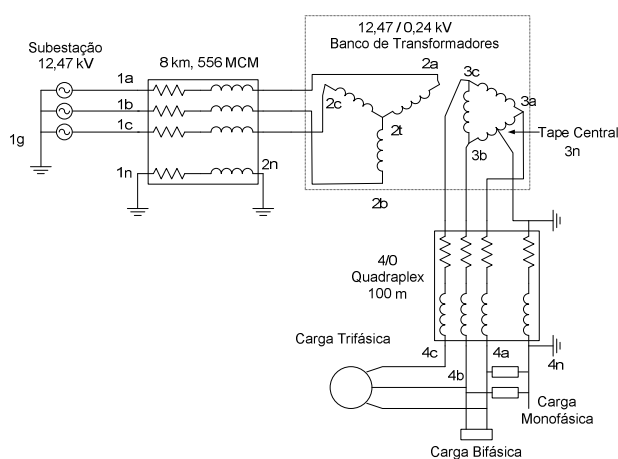 12,47 / 0,24 kV
Banco de Transformadores
Subestação
12,47 kV
8 km, 556 MCM
1a
1b
1c
1g
1n
2n
2a
2c
2t
2b
3c
3a
3b
Tape Central
3n
4/0
Quadraplex
100 m
Carga Trifásica
4c
4b
4a
4n
Carga
Monofásica
Carga Bifásica